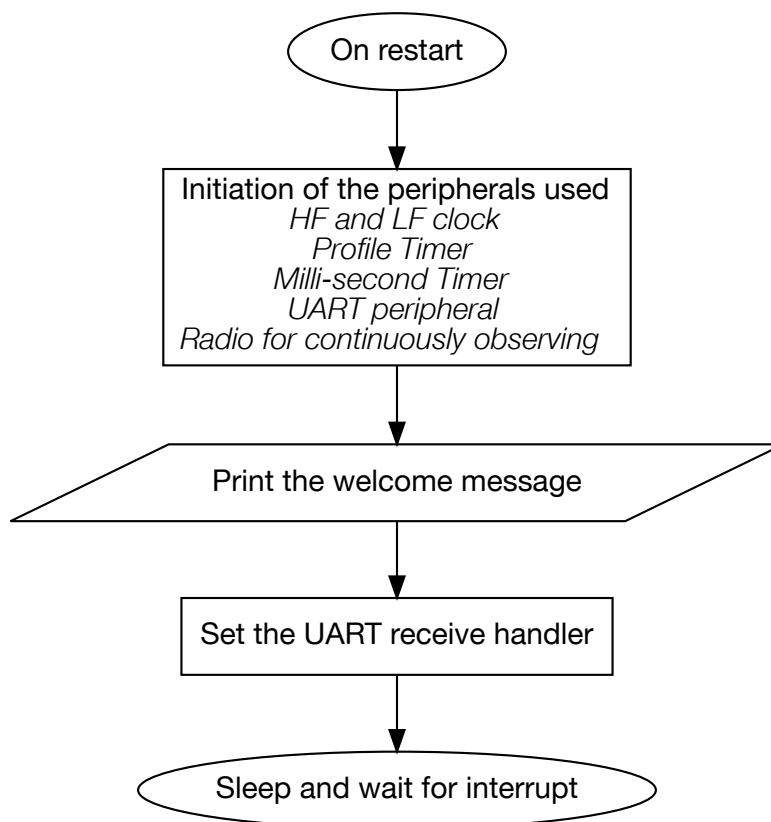 On restart
Initiation of the peripherals used
HF and LF clock
Profile Timer
Milli-second Timer
UART peripheral
Radio for continuously observing
Print the welcome message
Set the UART receive handler
Sleep and wait for interrupt